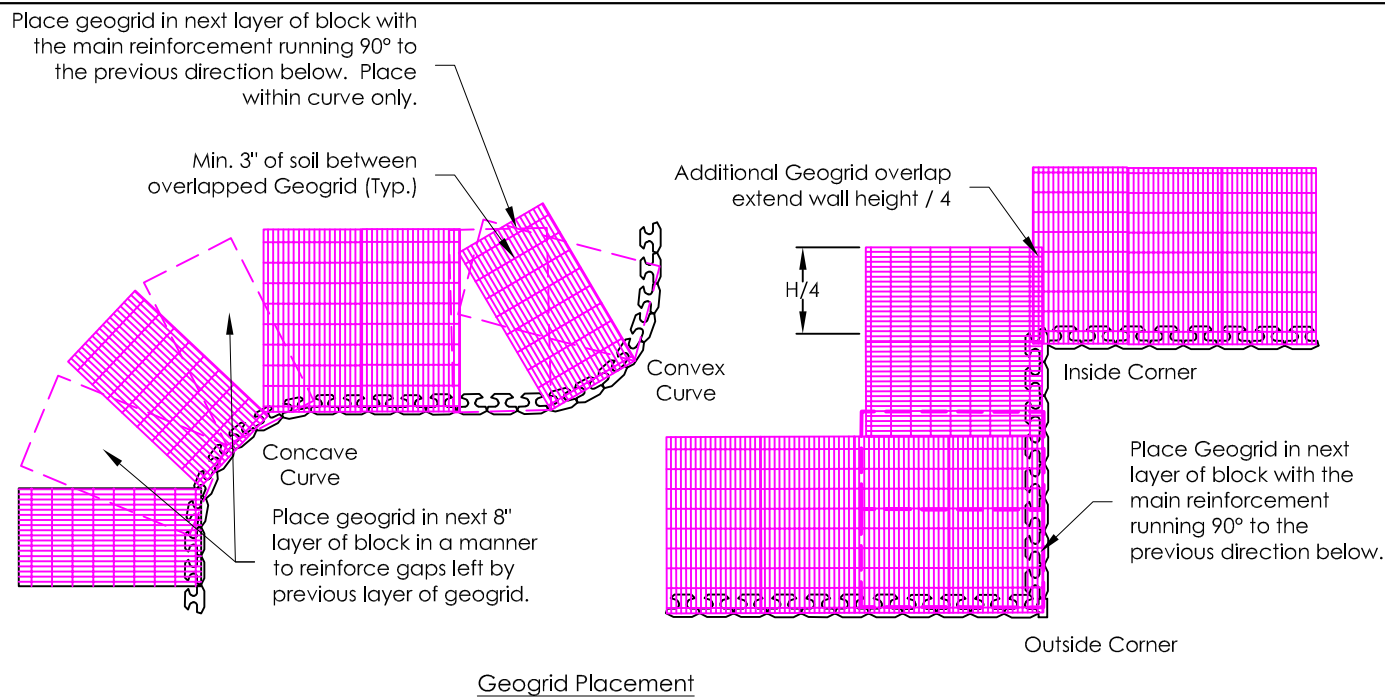 Place geogrid in next layer of block with
the main reinforcement running 90° to
the previous direction below. Place
within curve only.
Min. 3" of soil between
overlapped Geogrid (Typ.)
Convex
Curve
Concave
Curve
Place geogrid in next 8"
layer of block in a manner
to reinforce gaps left by
previous layer of geogrid.
Additional Geogrid overlap
extend wall height / 4
H/4
Inside Corner
Place Geogrid in next
layer of block with the
main reinforcement
running 90° to the
previous direction below.
Outside Corner
Geogrid Placement